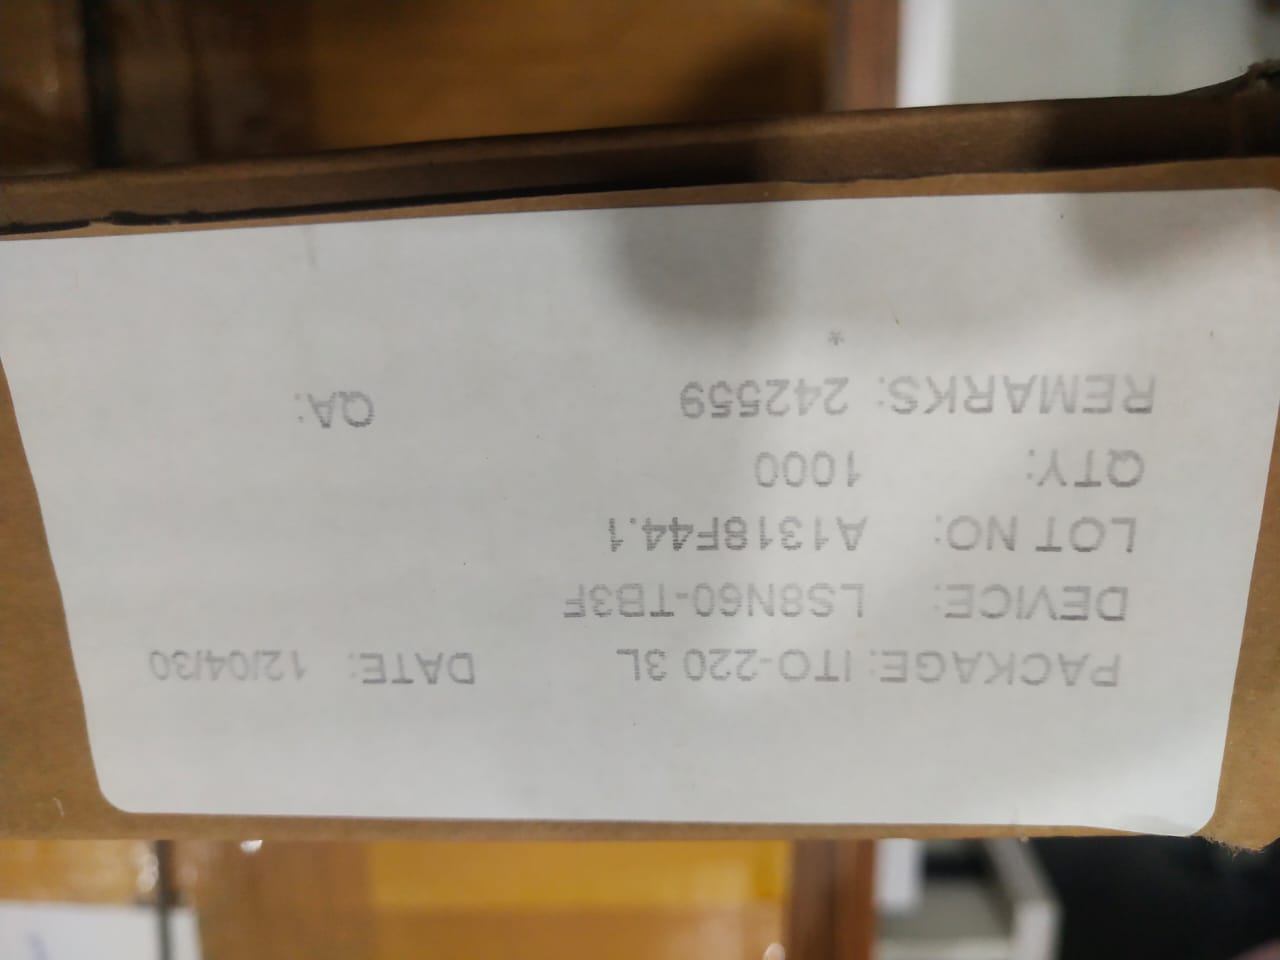 PACKAGE: ITO-220 3L DATE: 12/04/30
DEVICE: LS8N60-TB3F
LOT NO: A1318F44.1
QTY: 1000
REMARKS: 242559 QA:
*